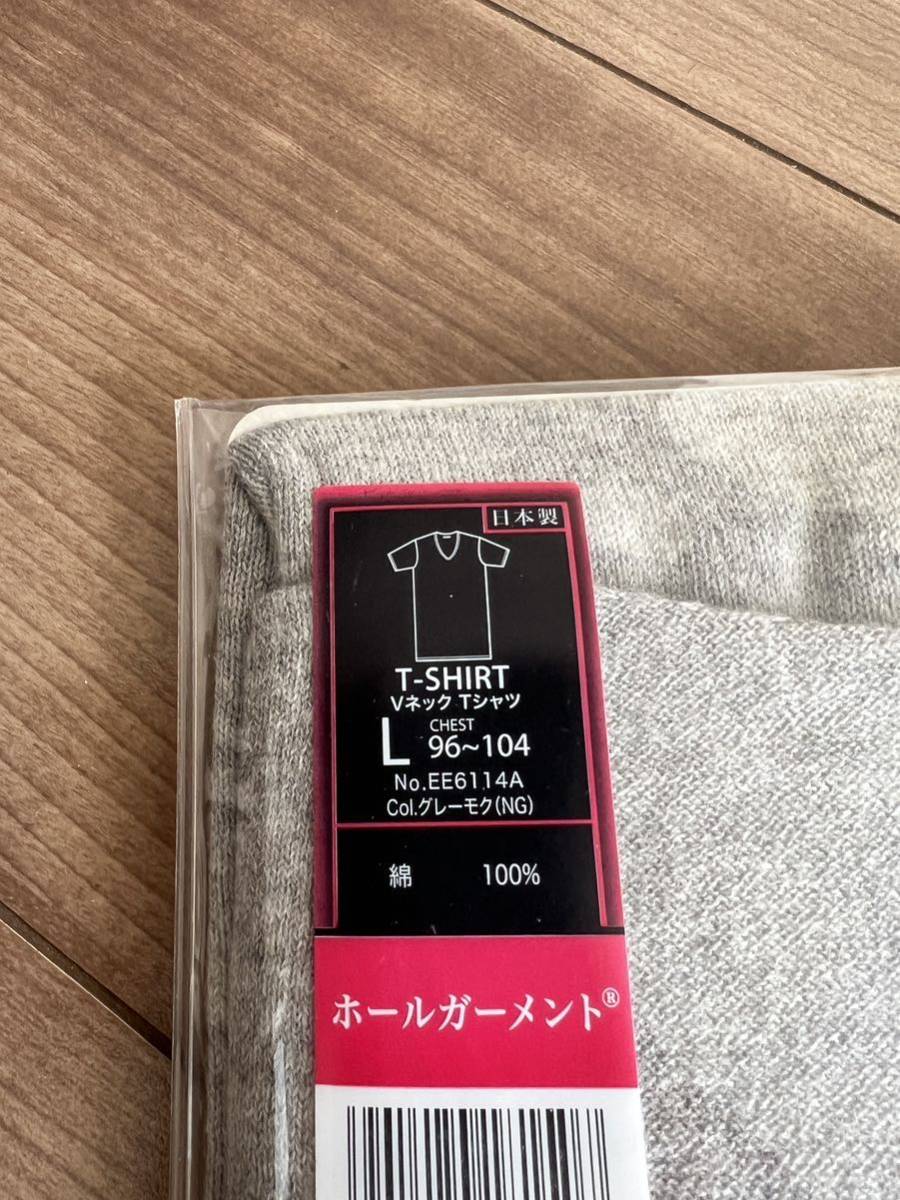 日本製
T-SHIRT
Vネック Tシャツ
L CHEST 96~104
No.EE6114A
Col.グレーモク(NG)
綿 100%
ホールガーメント®